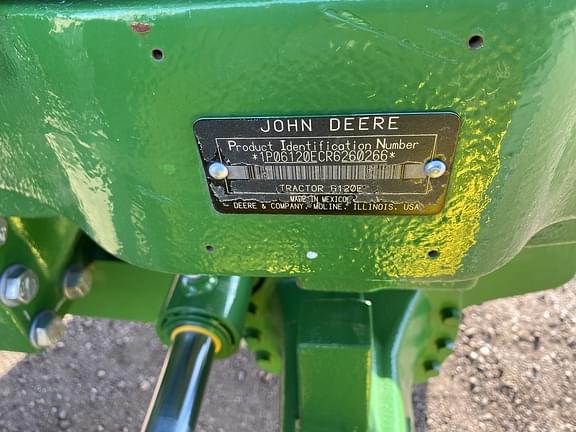 JOHN DEERE
Product Identification Number
*1P06120ECR6260266*
TRACTOR 6120E
MADE IN MEXICO
DEERE & COMPANY. MOLINE. ILLINOIS. USA